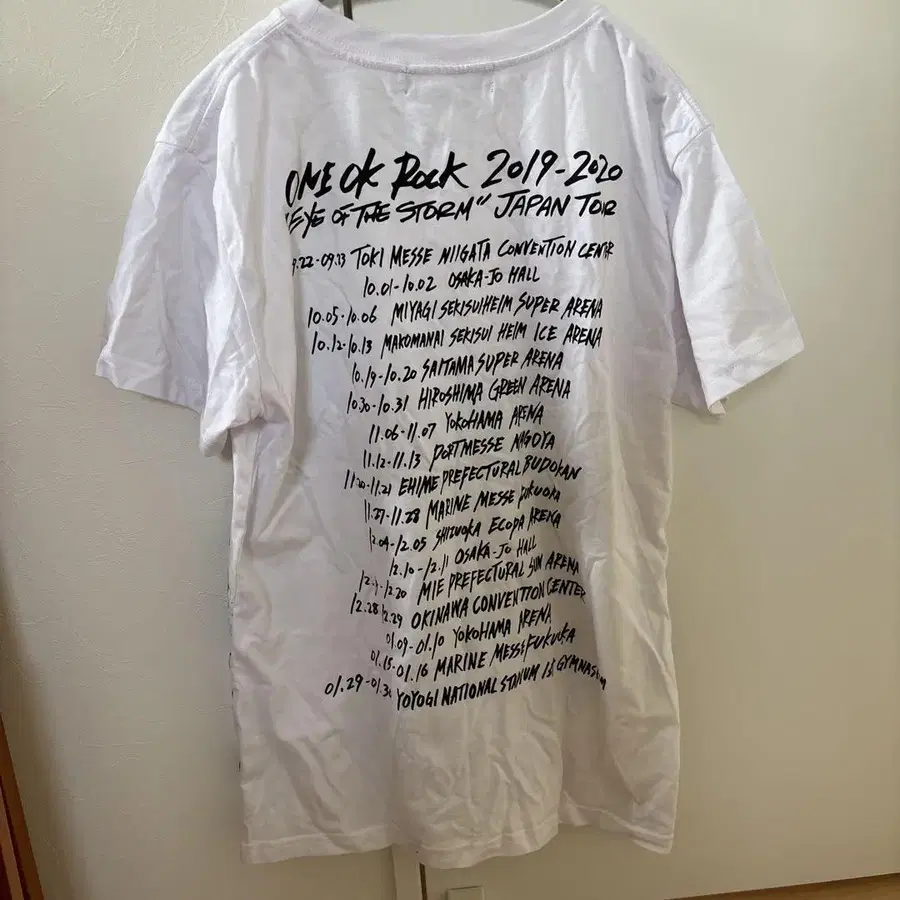 ONE OK ROCK 2019-2020
"EYE OF THE STORM" JAPAN TOUR
9.22-09.23 TOKI MESSE NIIGATA CONVENTION CENTER
10.01-10.02 OSAKA-JO HALL
10.05-10.06 MIYAGI SEKISUIHEIM SUPER ARENA
10.12-10.13 MAKOMANAI SEKISUI HEIM ICE ARENA
10.19-10.20 SAITAMA SUPER ARENA
10.30-10.31 HIROSHIMA GREEN ARENA
11.06-11.07 YOKOHAMA ARENA
11.12-11.13 PORTMESSE NAGOYA
11.20-11.21 EHIME PREFECTURAL BUDOKAN
11.27-11.28 MARINE MESSE FUKUOKA
12.04-12.05 SHIZUOKA ECOPA ARENA
12.10-12.11 OSAKA-JO HALL
MIE PREFECTURAL SUN ARENA
12.28-12.29 OKINAWA CONVENTION CENTER
01.09-01.10 YOKOHAMA ARENA
01.15-01.16 MARINE MESSE FUKUOKA
01.29-01.30 YOYOGI NATIONAL STADIUM 1st GYMNASIUM